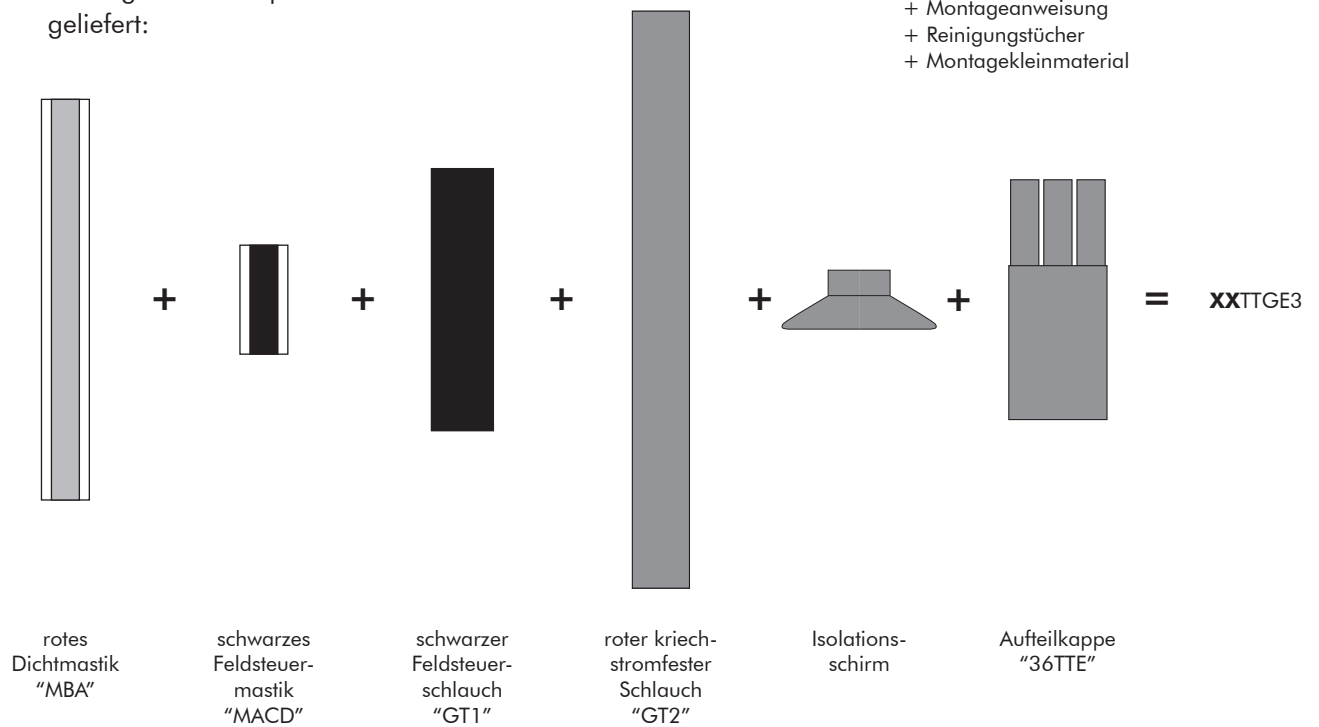 geliefert:
+ Montageanweisung
+ Reinigungstücher
+ Montagekleinmaterial
+ + + + + = xxTTGE3
rotes
Dichtmastik
“MBA”
schwarzes
Feldsteuer-
mastik
“MACD”
schwarzer
Feldsteuer-
schlauch
“GT1”
roter kriech-
stromfester
Schlauch
“GT2”
Isolations-
schirm
Aufteilkappe
“36TTE”